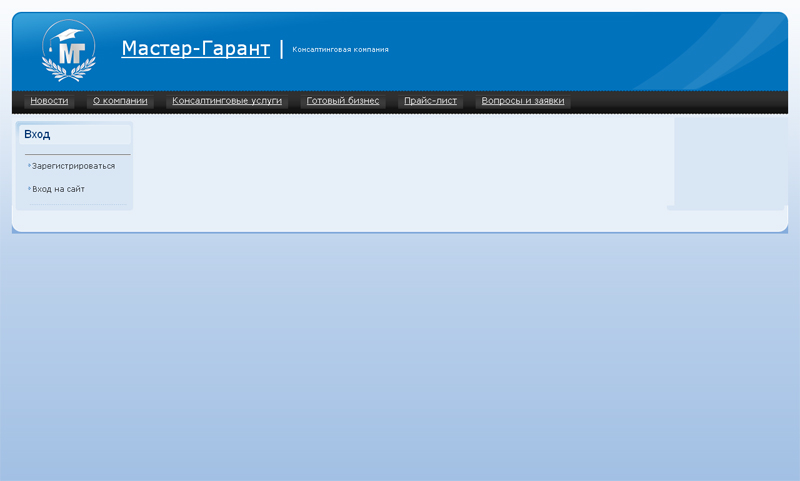 МГ
Мастер-Гарант | Консалтинговая компания
Новости О компании Консалтинговые услуги Готовый бизнес Прайс-лист Вопросы и заявки
Вход
Зарегистрироваться
Вход на сайт